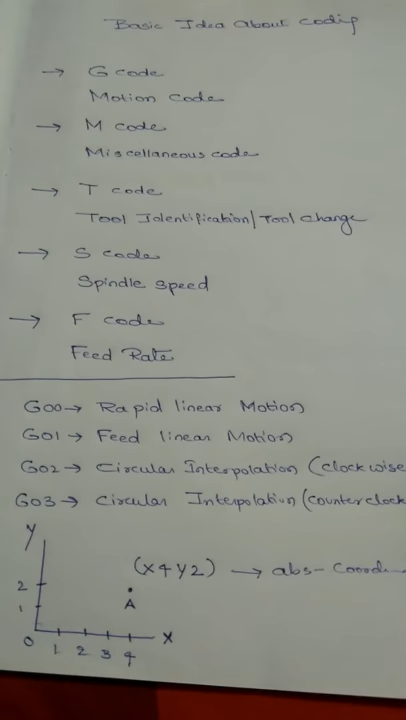 Basic Idea About Coding
→ G code
Motion code
→ M code
Miscellaneous code
→ T code
Tool Identification/Tool change
→ S code
Spindle speed
→ F code
Feed Rate
G00→ Rapid linear Motion
G01→ Feed linear Motion
G02→ Circular Interpolation (clockwise
G03→ Circular Interpolation (counterclock
Y
(X4Y2) → abs-Coord
2
A
1
0 1 2 3 4 X